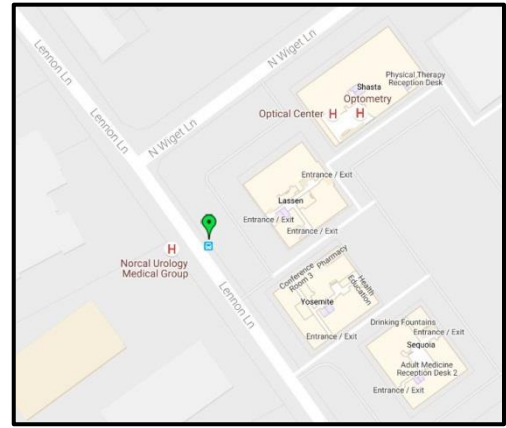 Lennon Ln
N Wiget Ln
Physical Therapy
Reception Desk
Shasta
Optometry
Optical Center H H
Lennon Ln
N Wiget Ln
Entrance / Exit
Lassen
Entrance / Exit
Entrance / Exit
H
Norcal Urology
Medical Group
Conference
Room 3
Pharmacy
Health
Education
Yosemite
Lennon Ln
Entrance / Exit
Drinking Fountains
Entrance / Exit
Sequoia
Adult Medicine
Reception Desk 2
Entrance / Exit